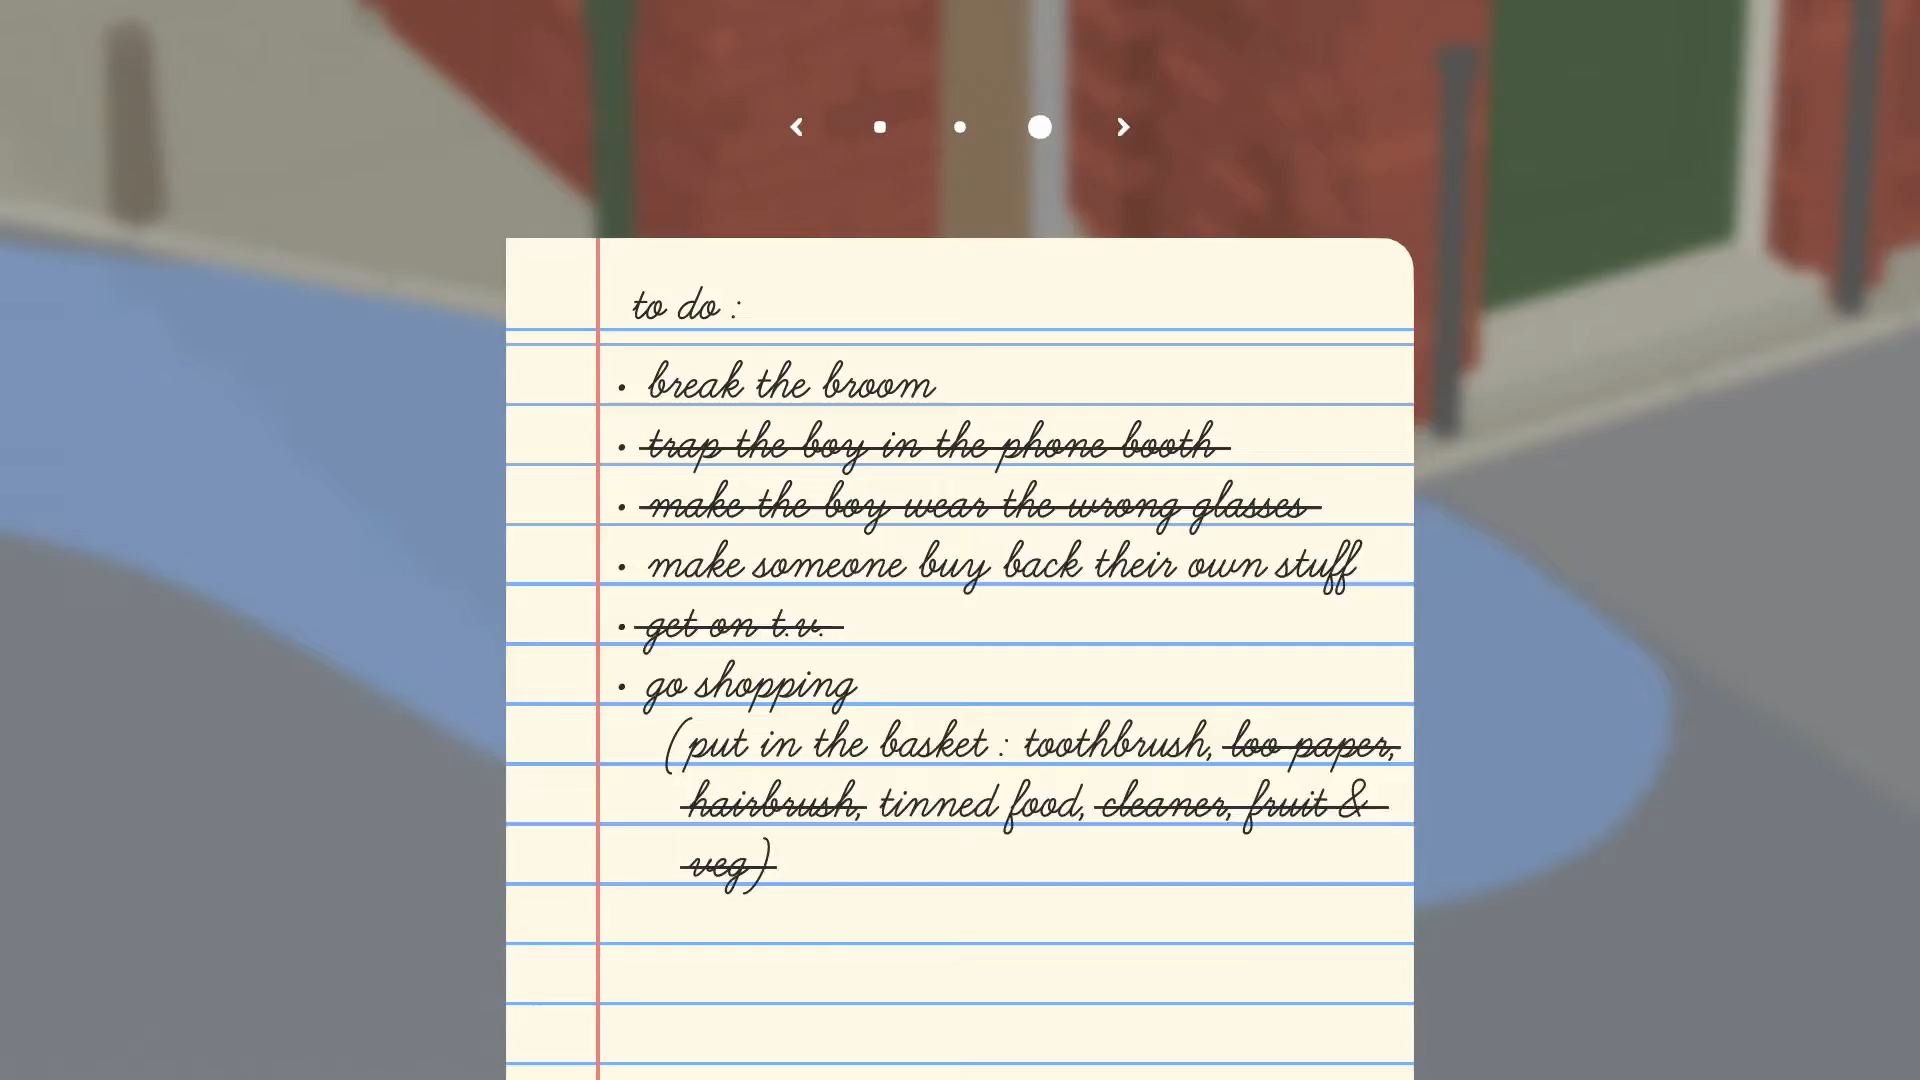 to do :
• break the broom
• trap the boy in the phone booth
• make the boy wear the wrong glasses
• make someone buy back their own stuff
• get on t.v.
• go shopping
(put in the basket : toothbrush, loo paper,
hairbrush, tinned food, cleaner, fruit &
veg)